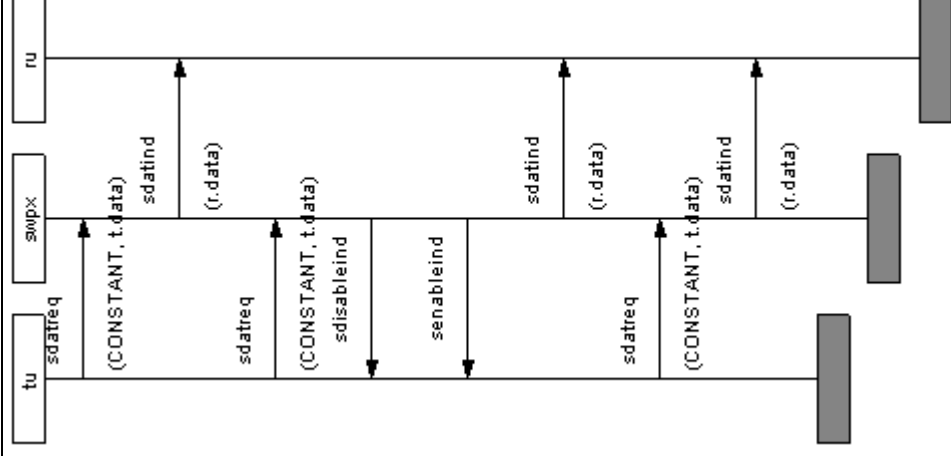 tu
swpx
ru
sdatreq
(CONSTANT, t.data)
sdatind
(r.data)
sdatreq
(CONSTANT, t.data)
sdisableind
senableind
sdatind
(r.data)
sdatreq
(CONSTANT, t.data)
sdatind
(r.data)